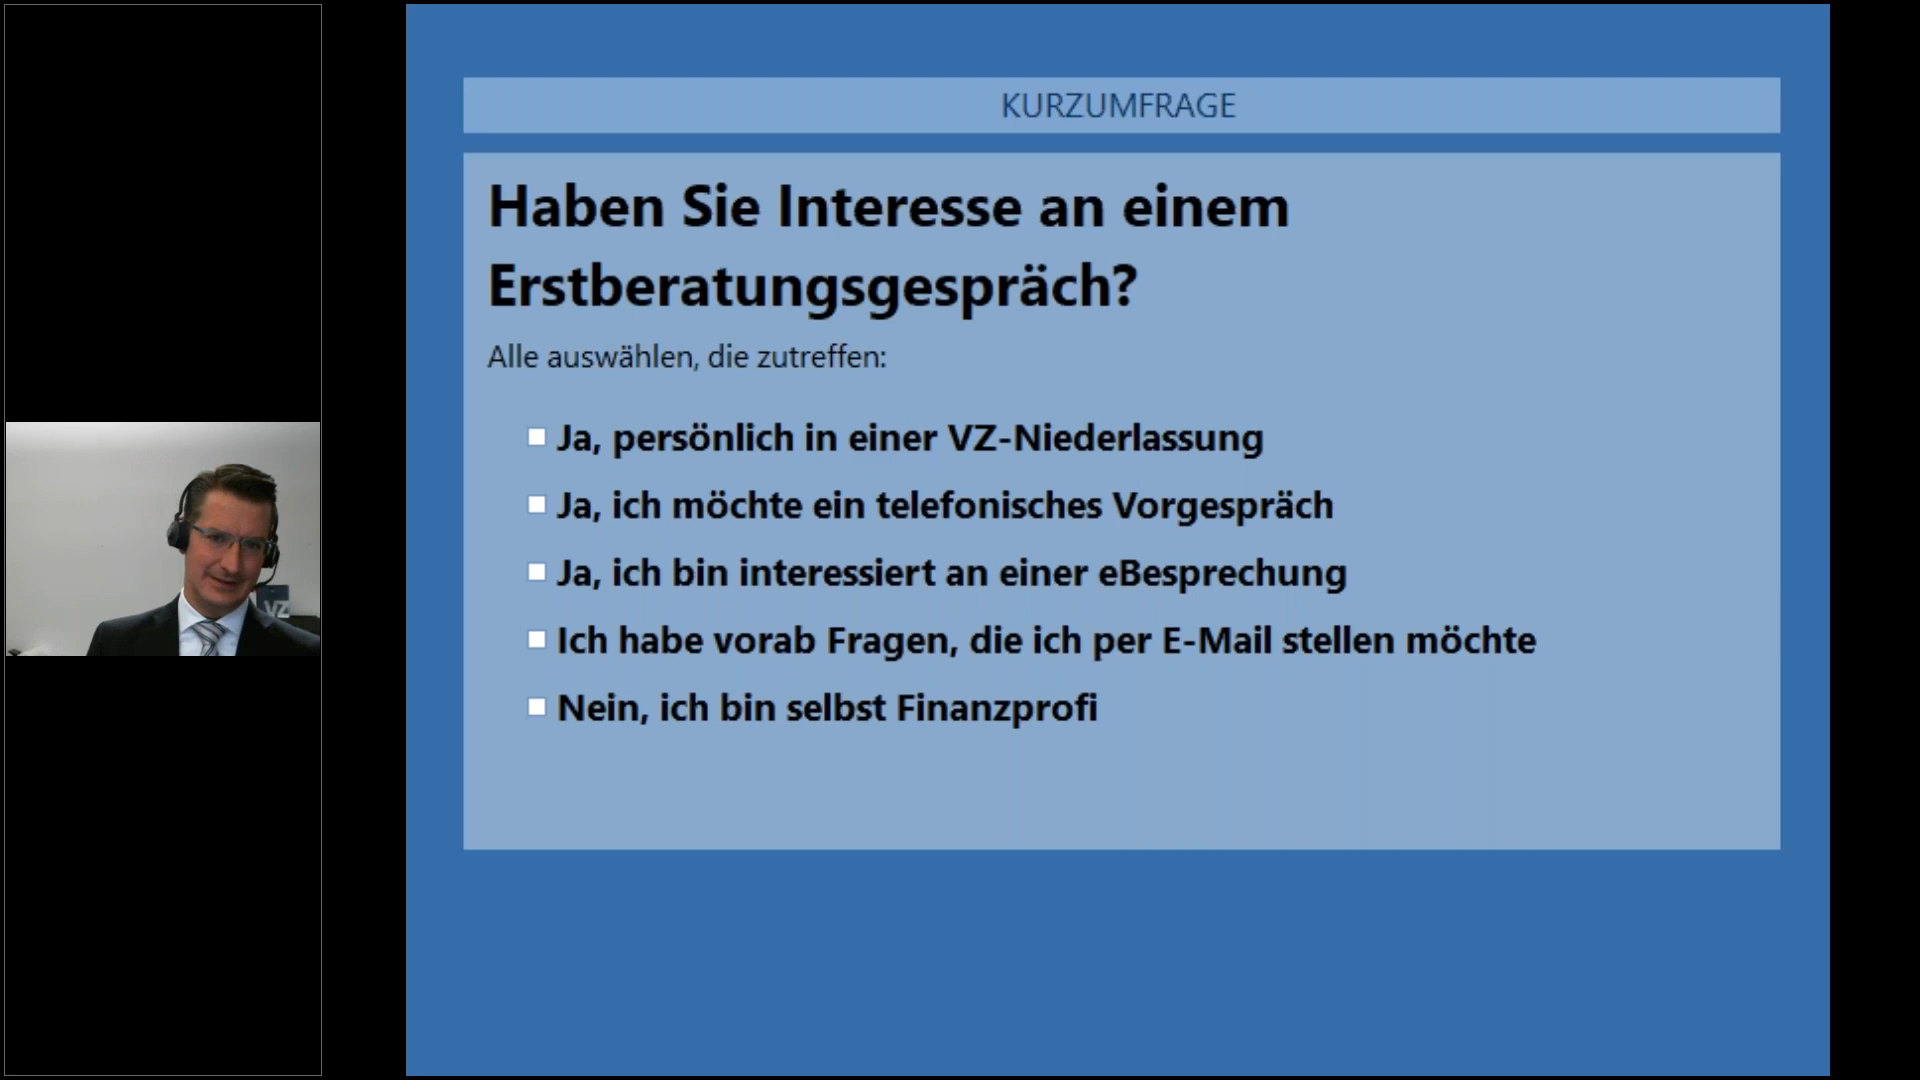 KURZUMFRAGE
Haben Sie Interesse an einem
Erstberatungsgespräch?
Alle auswählen, die zutreffen:
Ja, persönlich in einer VZ-Niederlassung
Ja, ich möchte ein telefonisches Vorgespräch
Ja, ich bin interessiert an einer eBesprechung
Ich habe vorab Fragen, die ich per E-Mail stellen möchte
Nein, ich bin selbst Finanzprofi
VZ